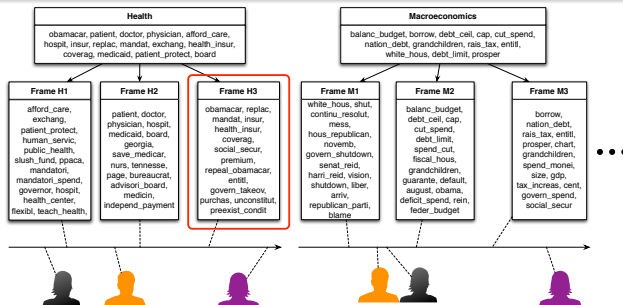 Health
obamacar, patient, doctor, physician, afford_care,
hospit, insur, replac, mandat, exchang, health_insur,
coverag, medicaid, patient_protect, board
Macroeconomics
balanc_budget, borrow, debt_ceil, cap, cut_spend,
nation_debt, grandchildren, rais_tax, entitl,
white_hous, debt_limit, prosper
Frame H1
afford_care,
exchang,
patient_protect,
human_servic,
public_health,
slush_fund, ppaca,
mandatori,
mandatori_spend,
governor, hospit,
health_center,
flexibl, teach_health,
Frame H2
patient, doctor,
physician, hospit,
medicaid, board,
georgia,
save_medicar,
nurs, tennesse,
page, bureaucrat,
advisori_board,
medicin,
independ_payment
Frame H3
obamacar, replac,
mandat, insur,
health_insur,
coverag,
social_secur,
premium,
repeal_obamacar,
entitl,
govern_takeov,
purchas, unconstitut,
preexist_condit
Frame M1
white_hous, shut,
continu_resolut,
mess,
hous_republican,
novemb,
govern_shutdown,
senat_reid,
harri_reid, vision,
shutdown, liber,
arriv,
republican_parti,
blame
Frame M2
balanc_budget,
debt_ceil, cap,
cut_spend,
debt_limit,
spend_cut,
fiscal_hous,
grandchildren,
guarante, default,
august, obama,
deficit_spend, rein,
feder_budget
Frame M3
borrow,
nation_debt,
rais_tax, entitl,
prosper, chart,
grandchildren,
spend_monei,
size, gdp,
tax_increas, cent,
govern_spend,
social_secur